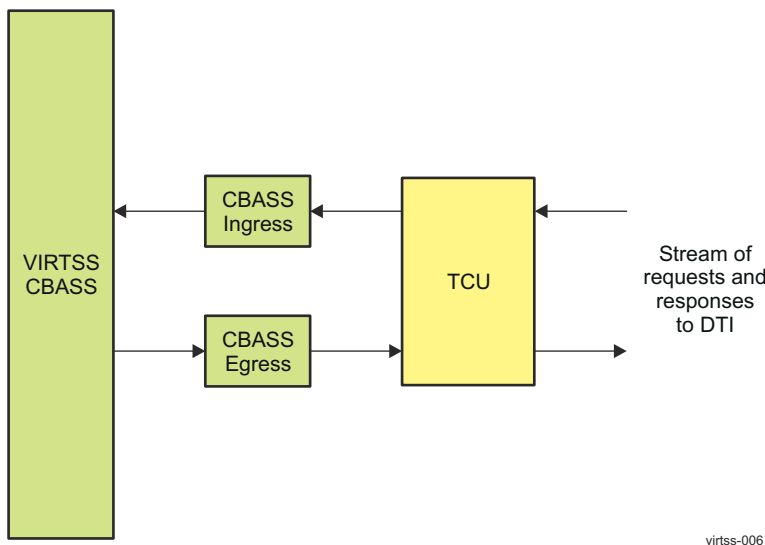 CBASS
Ingress
VIRTSS
CBASS
TCU
Stream of
requests and
responses
to DTI
CBASS
Egress
virtss-006